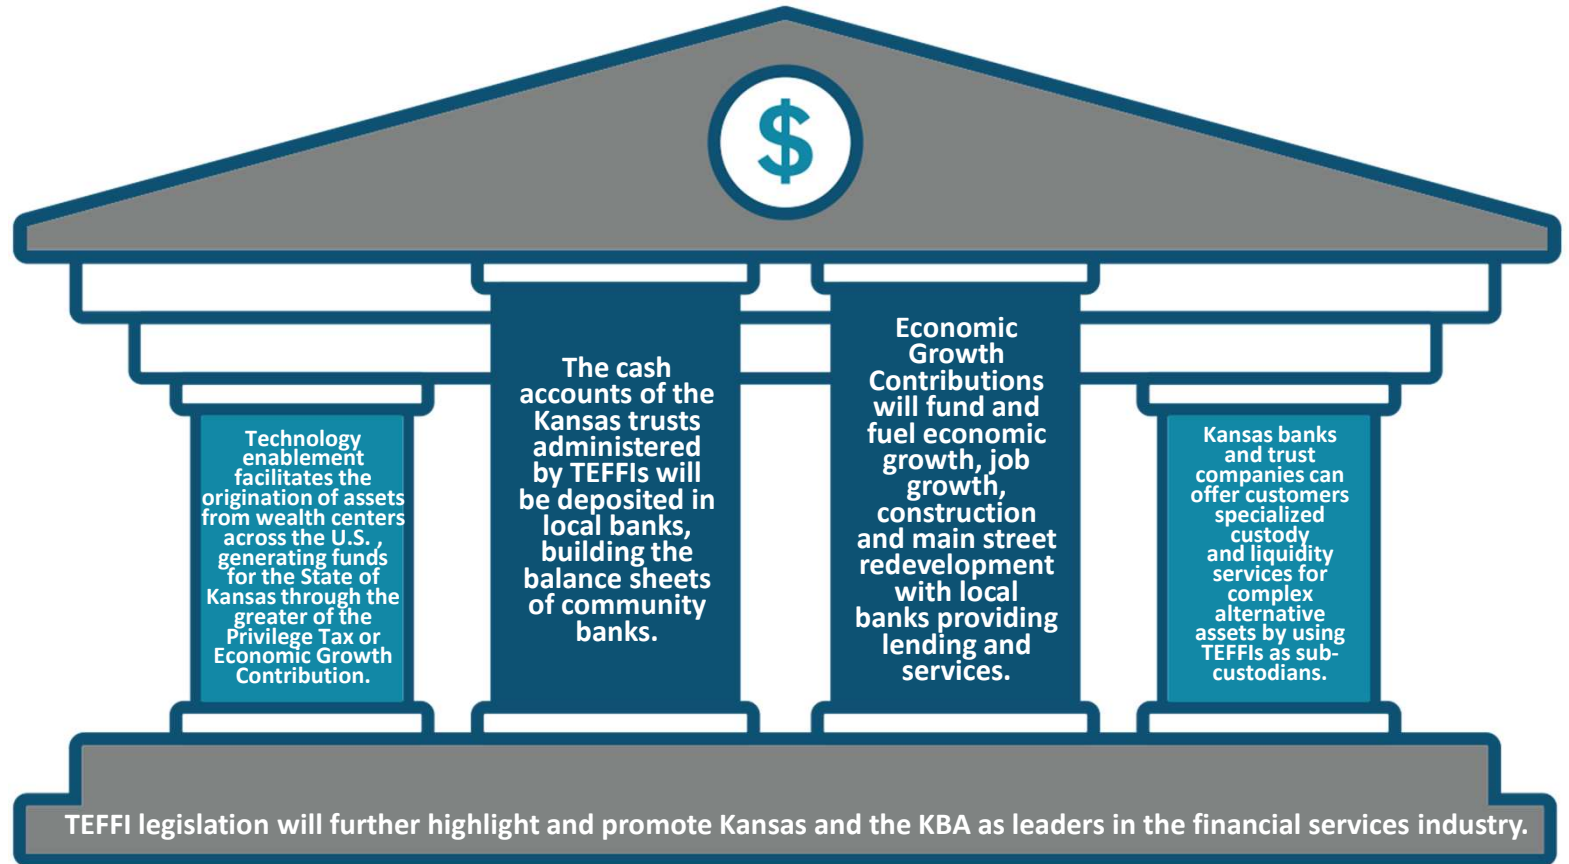 $
Technology
enablement
facilitates the
origination of assets
from wealth centers
across the U.S. ,
generating funds
for the State of
Kansas through the
greater of the
Privilege Tax or
Economic Growth
Contribution.
The cash
accounts of the
Kansas trusts
administered
by TEFFIs will
be deposited in
local banks,
building the
balance sheets
of community
banks.
Economic
Growth
Contributions
will fund and
fuel economic
growth, job
growth,
construction
and main street
redevelopment
with local
banks providing
lending and
services.
Kansas banks
and trust
companies can
offer customers
specialized
custody
and liquidity
services for
complex
alternative
assets by using
TEFFIs as sub-
custodians.
TEFFI legislation will further highlight and promote Kansas and the KBA as leaders in the financial services industry.